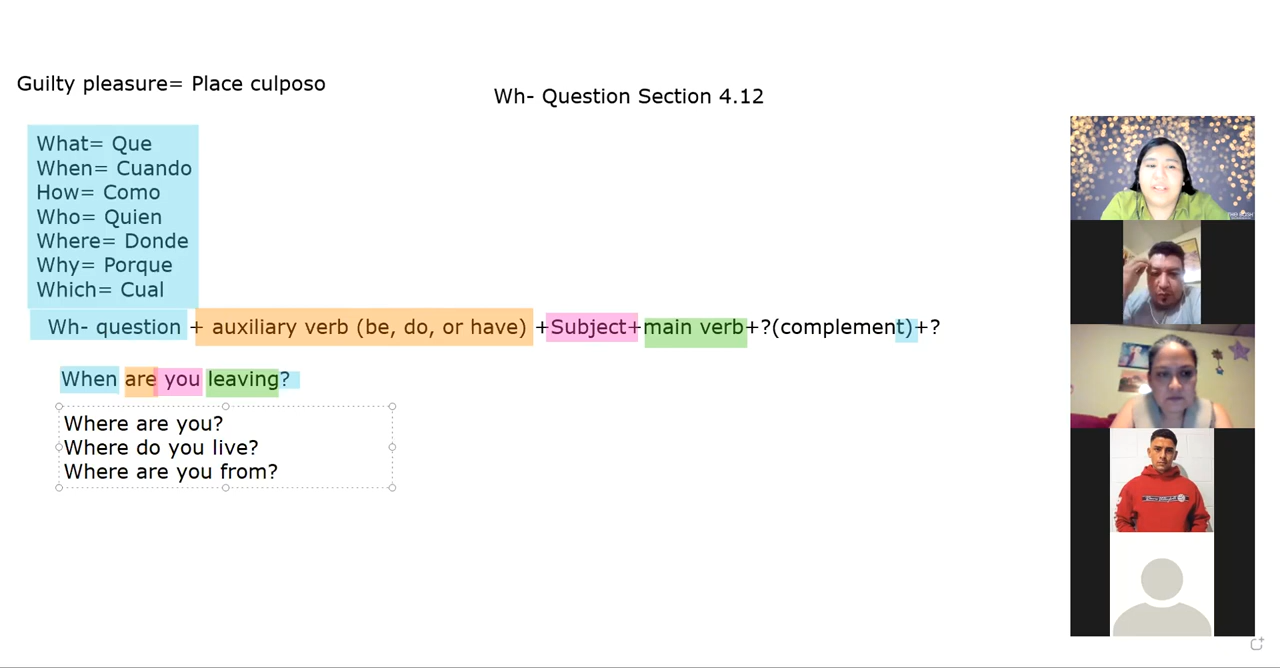 Guilty pleasure= Place culposo
Wh- Question Section 4.12
What= Que
When= Cuando
How= Como
Who= Quien
Where= Donde
Why= Porque
Which= Cual
Wh- question + auxiliary verb (be, do, or have) +Subject+main verb+?(complement)+?
When are you leaving?
Where are you?
Where do you live?
Where are you from?